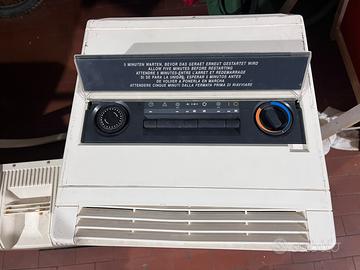 5 MINUTEN WARTEN, BEVOR DAS GERAET ERNEUT GESTARTET WIRD
ALLOW FIVE MINUTES BEFORE RESTARTING
ATTENDRE 5 MINUTES ENTRE L'ARRET ET REDEMARRAGE
SI SE PARA LA UNIDAD, ESPERAR 5 MINUTOS ANTES
DE VOLVER A PONERLA EN MARCHA
ATTENDERE CINQUE MINUTI DALLA FERMATA PRIMA DI RIAVVIARE
subito